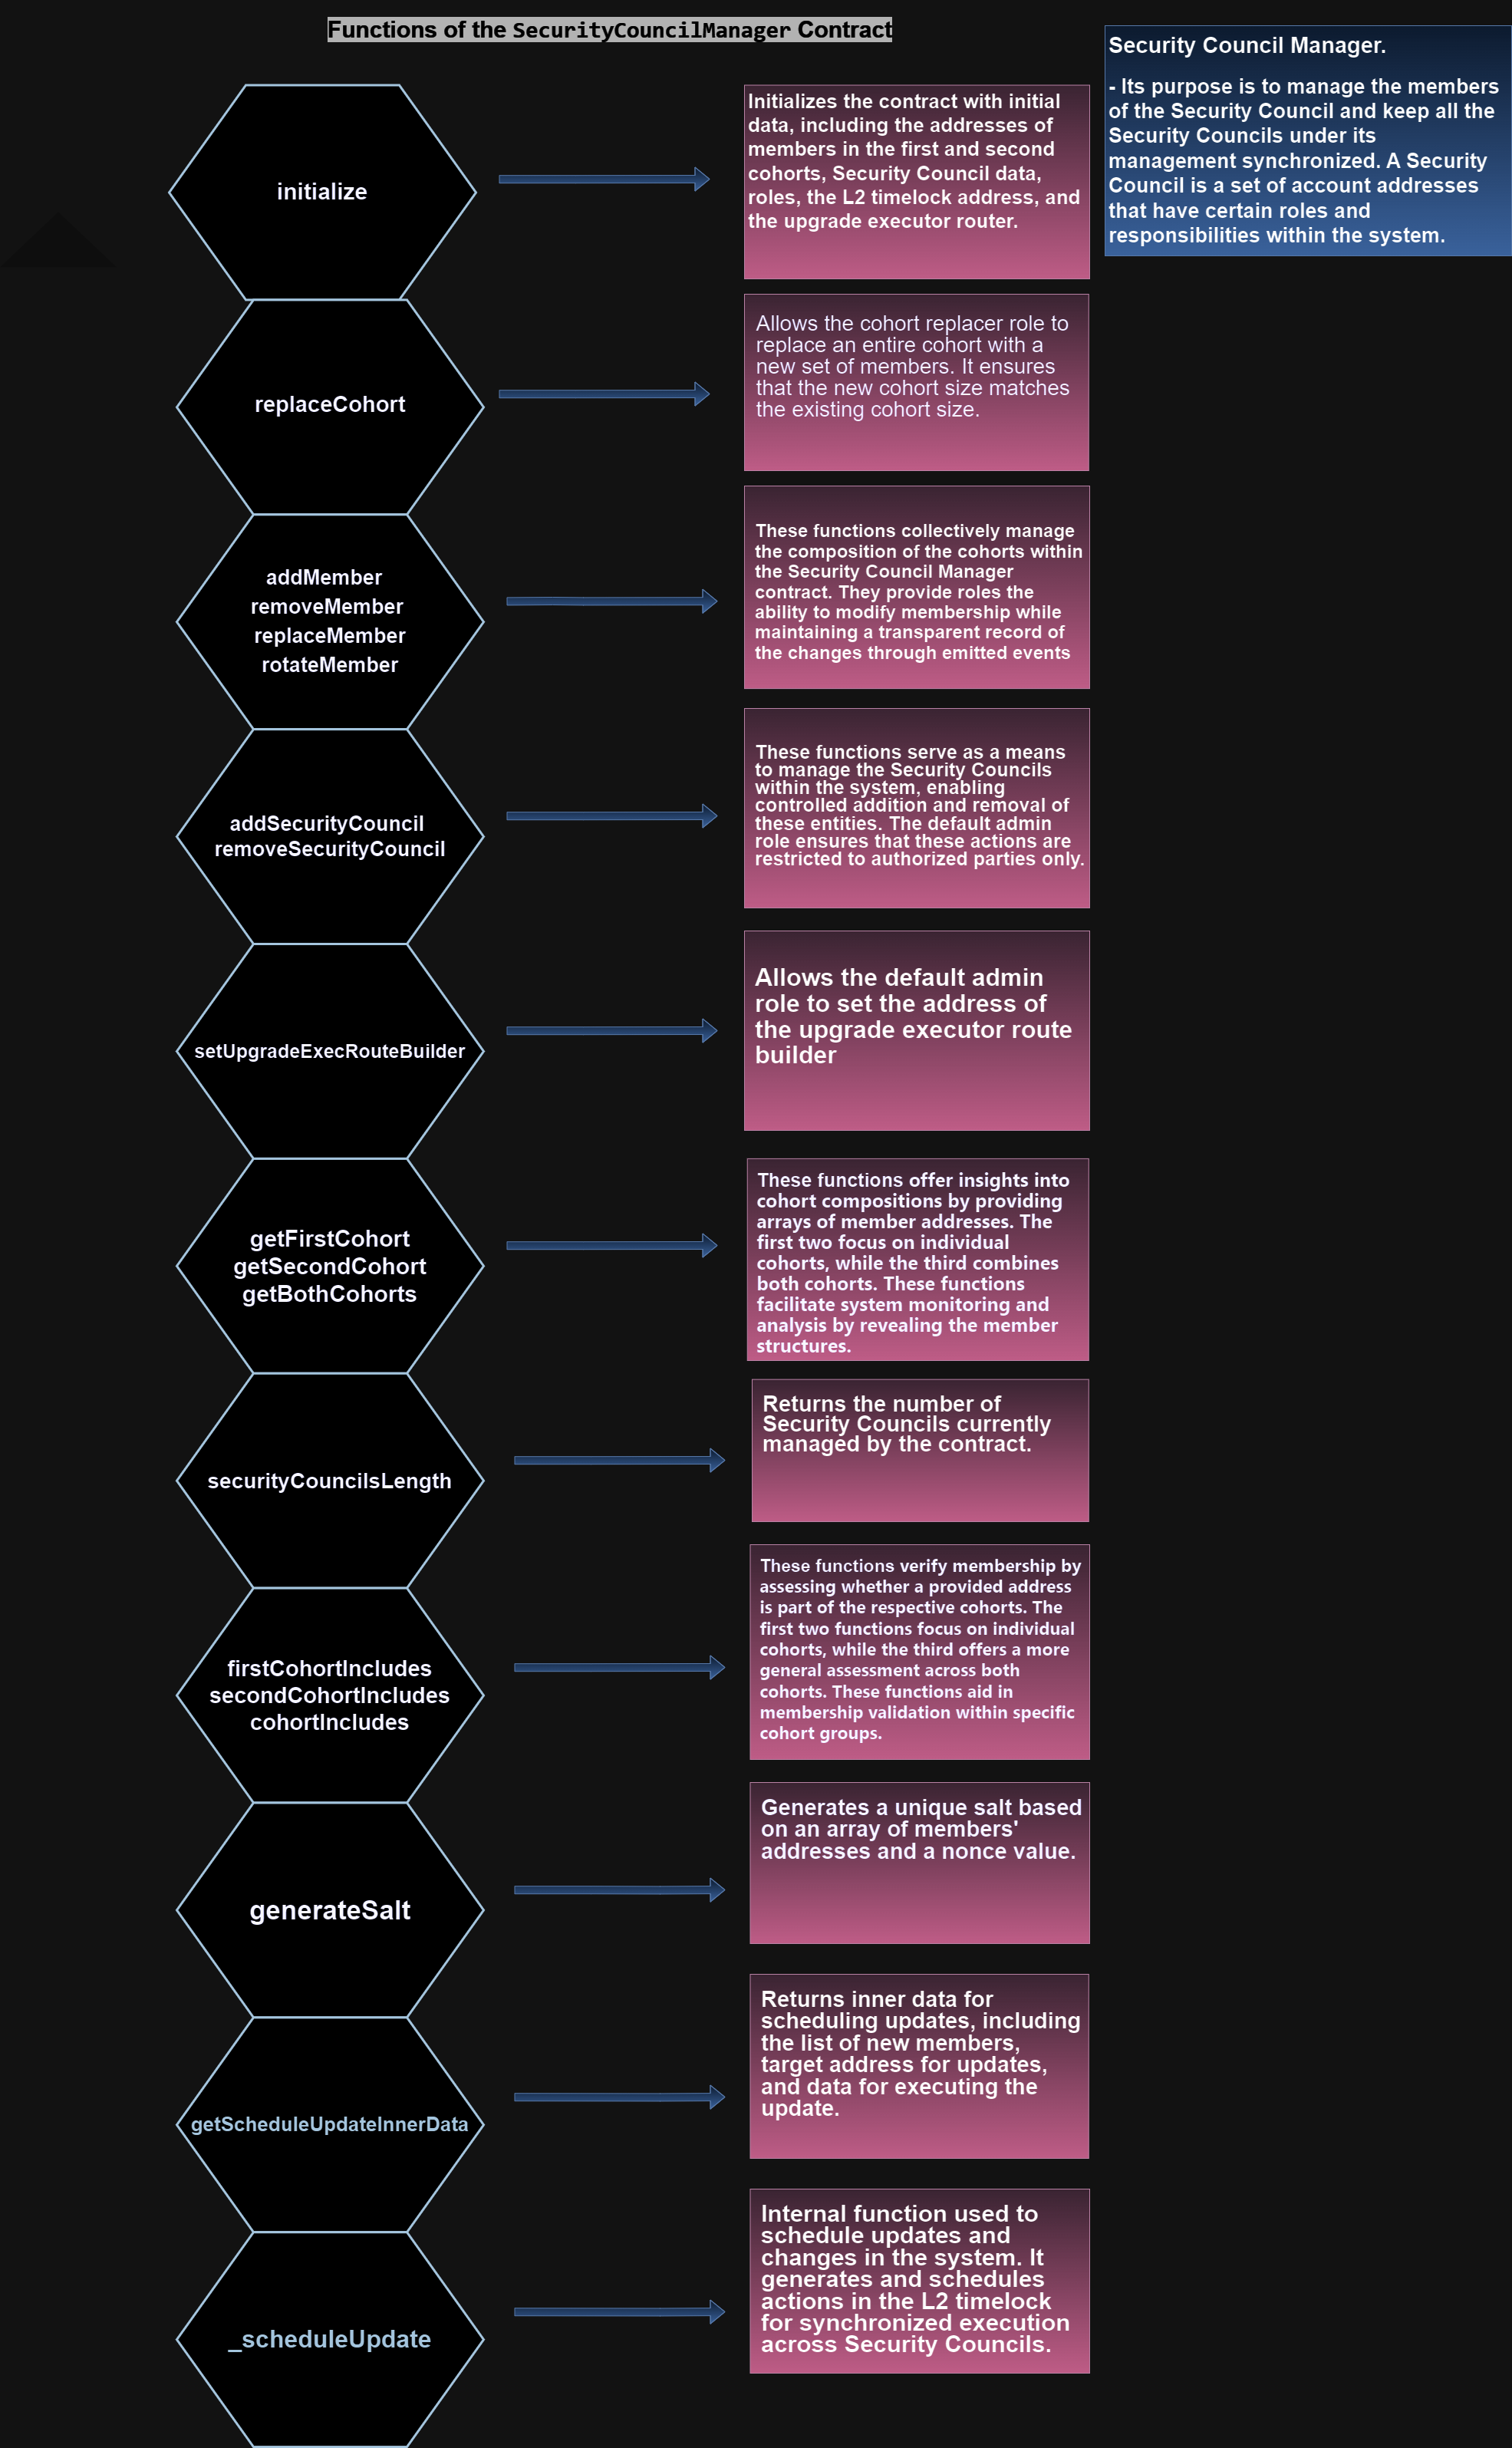 Functions of the SecurityCouncilManager Contract
Security Council Manager.
- Its purpose is to manage the members
of the Security Council and keep all the
Security Councils under its
management synchronized. A Security
Council is a set of account addresses
that have certain roles and
responsibilities within the system.
initialize
Initializes the contract with initial
data, including the addresses of
members in the first and second
cohorts, Security Council data,
roles, the L2 timelock address, and
the upgrade executor router.
replaceCohort
Allows the cohort replacer role to
replace an entire cohort with a
new set of members. It ensures
that the new cohort size matches
the existing cohort size.
addMember
removeMember
replaceMember
rotateMember
These functions collectively manage
the composition of the cohorts within
the Security Council Manager
contract. They provide roles the
ability to modify membership while
maintaining a transparent record of
the changes through emitted events
addSecurityCouncil
removeSecurityCouncil
These functions serve as a means
to manage the Security Councils
within the system, enabling
controlled addition and removal of
these entities. The default admin
role ensures that these actions are
restricted to authorized parties only.
setUpgradeExecRouteBuilder
Allows the default admin
role to set the address of
the upgrade executor route
builder
getFirstCohort
getSecondCohort
getBothCohorts
These functions offer insights into
cohort compositions by providing
arrays of member addresses. The
first two focus on individual
cohorts, while the third combines
both cohorts. These functions
facilitate system monitoring and
analysis by revealing the member
structures.
securityCouncilsLength
Returns the number of
Security Councils currently
managed by the contract.
firstCohortIncludes
secondCohortIncludes
cohortIncludes
These functions verify membership by
assessing whether a provided address
is part of the respective cohorts. The
first two functions focus on individual
cohorts, while the third offers a more
general assessment across both
cohorts. These functions aid in
membership validation within specific
cohort groups.
generateSalt
Generates a unique salt based
on an array of members'
addresses and a nonce value.
getScheduleUpdateInnerData
Returns inner data for
scheduling updates, including
the list of new members,
target address for updates,
and data for executing the
update.
_scheduleUpdate
Internal function used to
schedule updates and
changes in the system. It
generates and schedules
actions in the L2 timelock
for synchronized execution
across Security Councils.